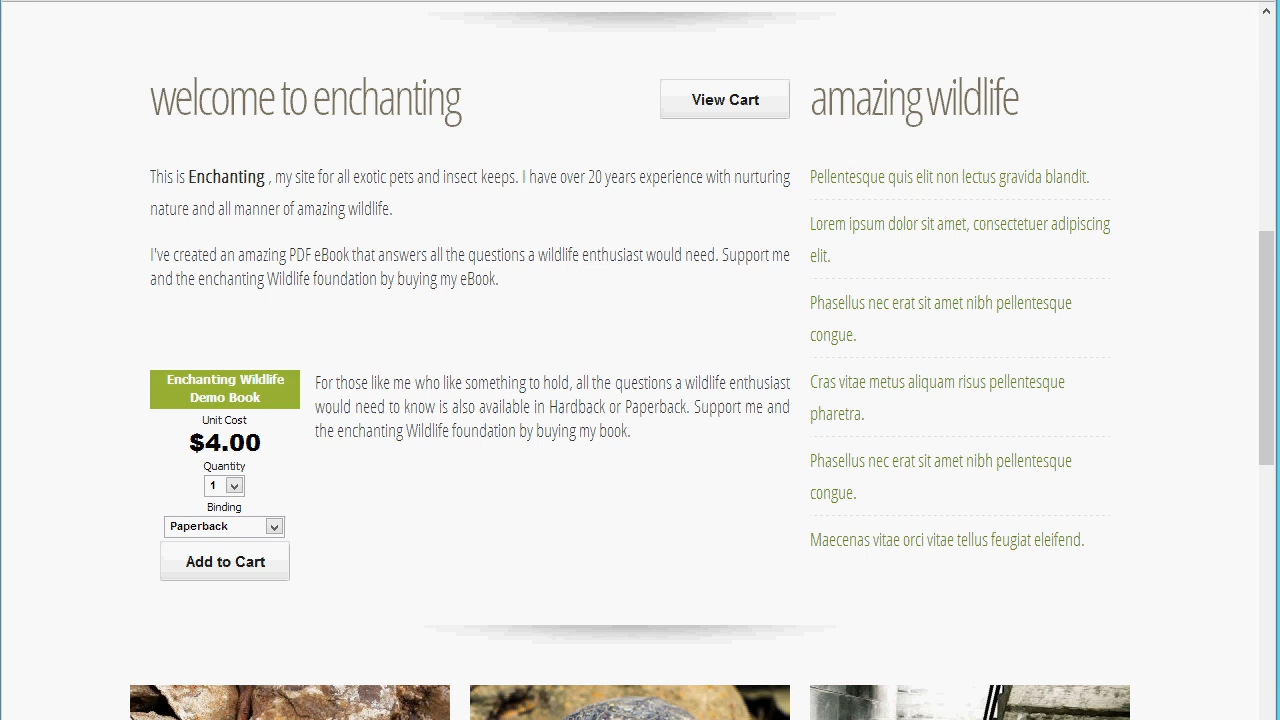 welcome to enchanting
View Cart
This is Enchanting , my site for all exotic pets and insect keeps. I have over 20 years experience with nurturing
nature and all manner of amazing wildlife.
I've created an amazing PDF eBook that answers all the questions a wildlife enthusiast would need. Support me
and the enchanting Wildlife foundation by buying my eBook.
Enchanting Wildlife
Demo Book
Unit Cost
$4.00
Quantity
1
Binding
Paperback
Add to Cart
For those like me who like something to hold, all the questions a wildlife enthusiast
would need to know is also available in Hardback or Paperback. Support me and
the enchanting Wildlife foundation by buying my book.
amazing wildlife
Pellentesque quis elit non lectus gravida blandit.
Lorem ipsum dolor sit amet, consectetuer adipiscing
elit.
Phasellus nec erat sit amet nibh pellentesque
congue.
Cras vitae metus aliquam risus pellentesque
pharetra.
Phasellus nec erat sit amet nibh pellentesque
congue.
Maecenas vitae orci vitae tellus feugiat eleifend.